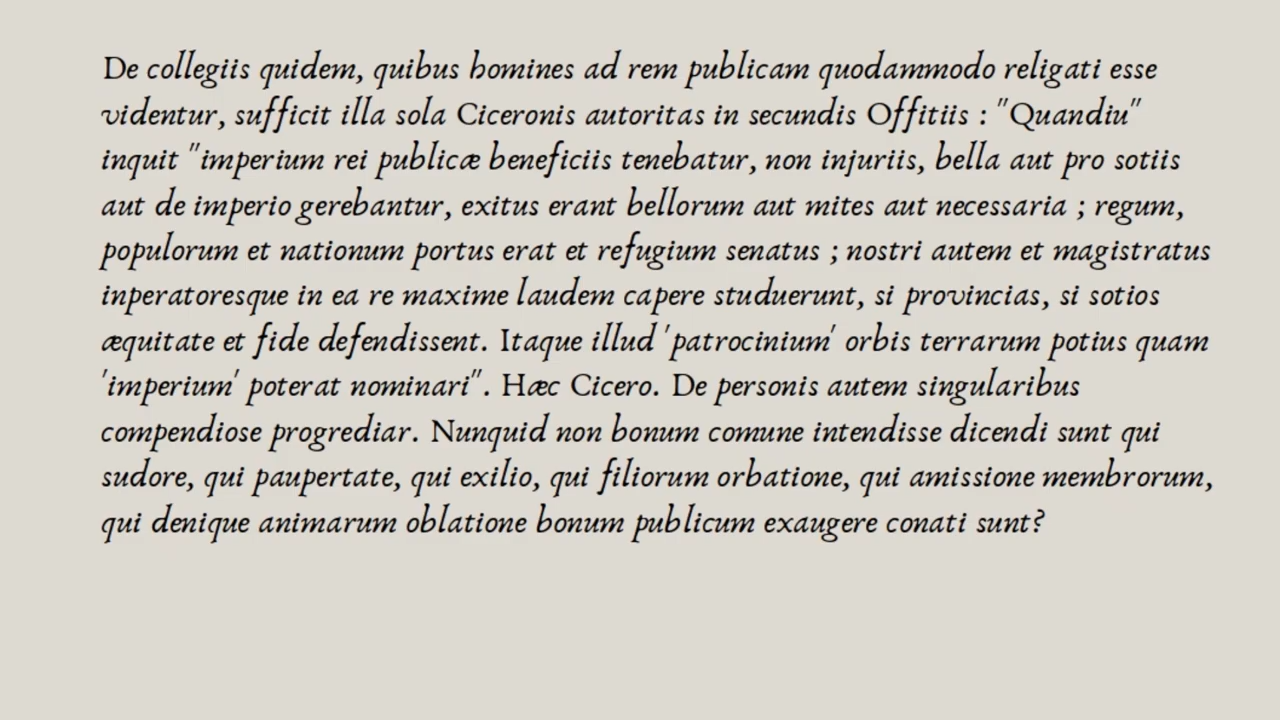 De collegiis quidem, quibus homines ad rem publicam quodammodo religati esse
videntur, sufficit illa sola Ciceronis autoritas in secundis Offitiis : "Quandiu"
inquit "imperium rei publicæ beneficiis tenebatur, non injuriis, bella aut pro sotiis
aut de imperio gerebantur, exitus erant bellorum aut mites aut necessaria ; regum,
populorum et nationum portus erat et refugium senatus ; nostri autem et magistratus
inperatoresque in ea re maxime laudem capere studuerunt, si provincias, si sotios
æquitate et fide defendissent. Itaque illud 'patrocinium' orbis terrarum potius quam
'imperium' poterat nominari". Hæc Cicero. De personis autem singularibus
compendiose progrediar. Nunquid non bonum comune intendisse dicendi sunt qui
sudore, qui paupertate, qui exilio, qui filiorum orbatione, qui amissione membrorum,
qui denique animarum oblatione bonum publicum exaugere conati sunt?